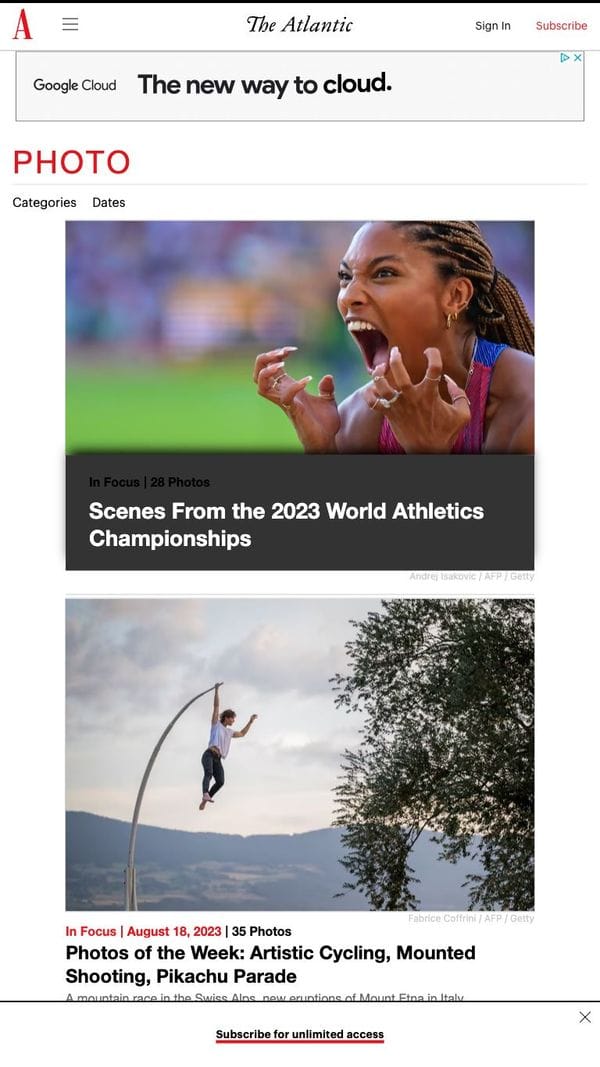 A
The Atlantic
Sign In
Subscribe
Google Cloud
The new way to cloud.
PHOTO
Categories Dates
In Focus | 28 Photos
Scenes From the 2023 World Athletics
Championships
Andrej Isakovic / AFP / Getty
Fabrice Coffrini / AFP / Getty
In Focus | August 18, 2023 | 35 Photos
Photos of the Week: Artistic Cycling, Mounted
Shooting, Pikachu Parade
A mountain race in the Swiss Alps, new eruptions of Mount Etna in Italy,
Subscribe for unlimited access